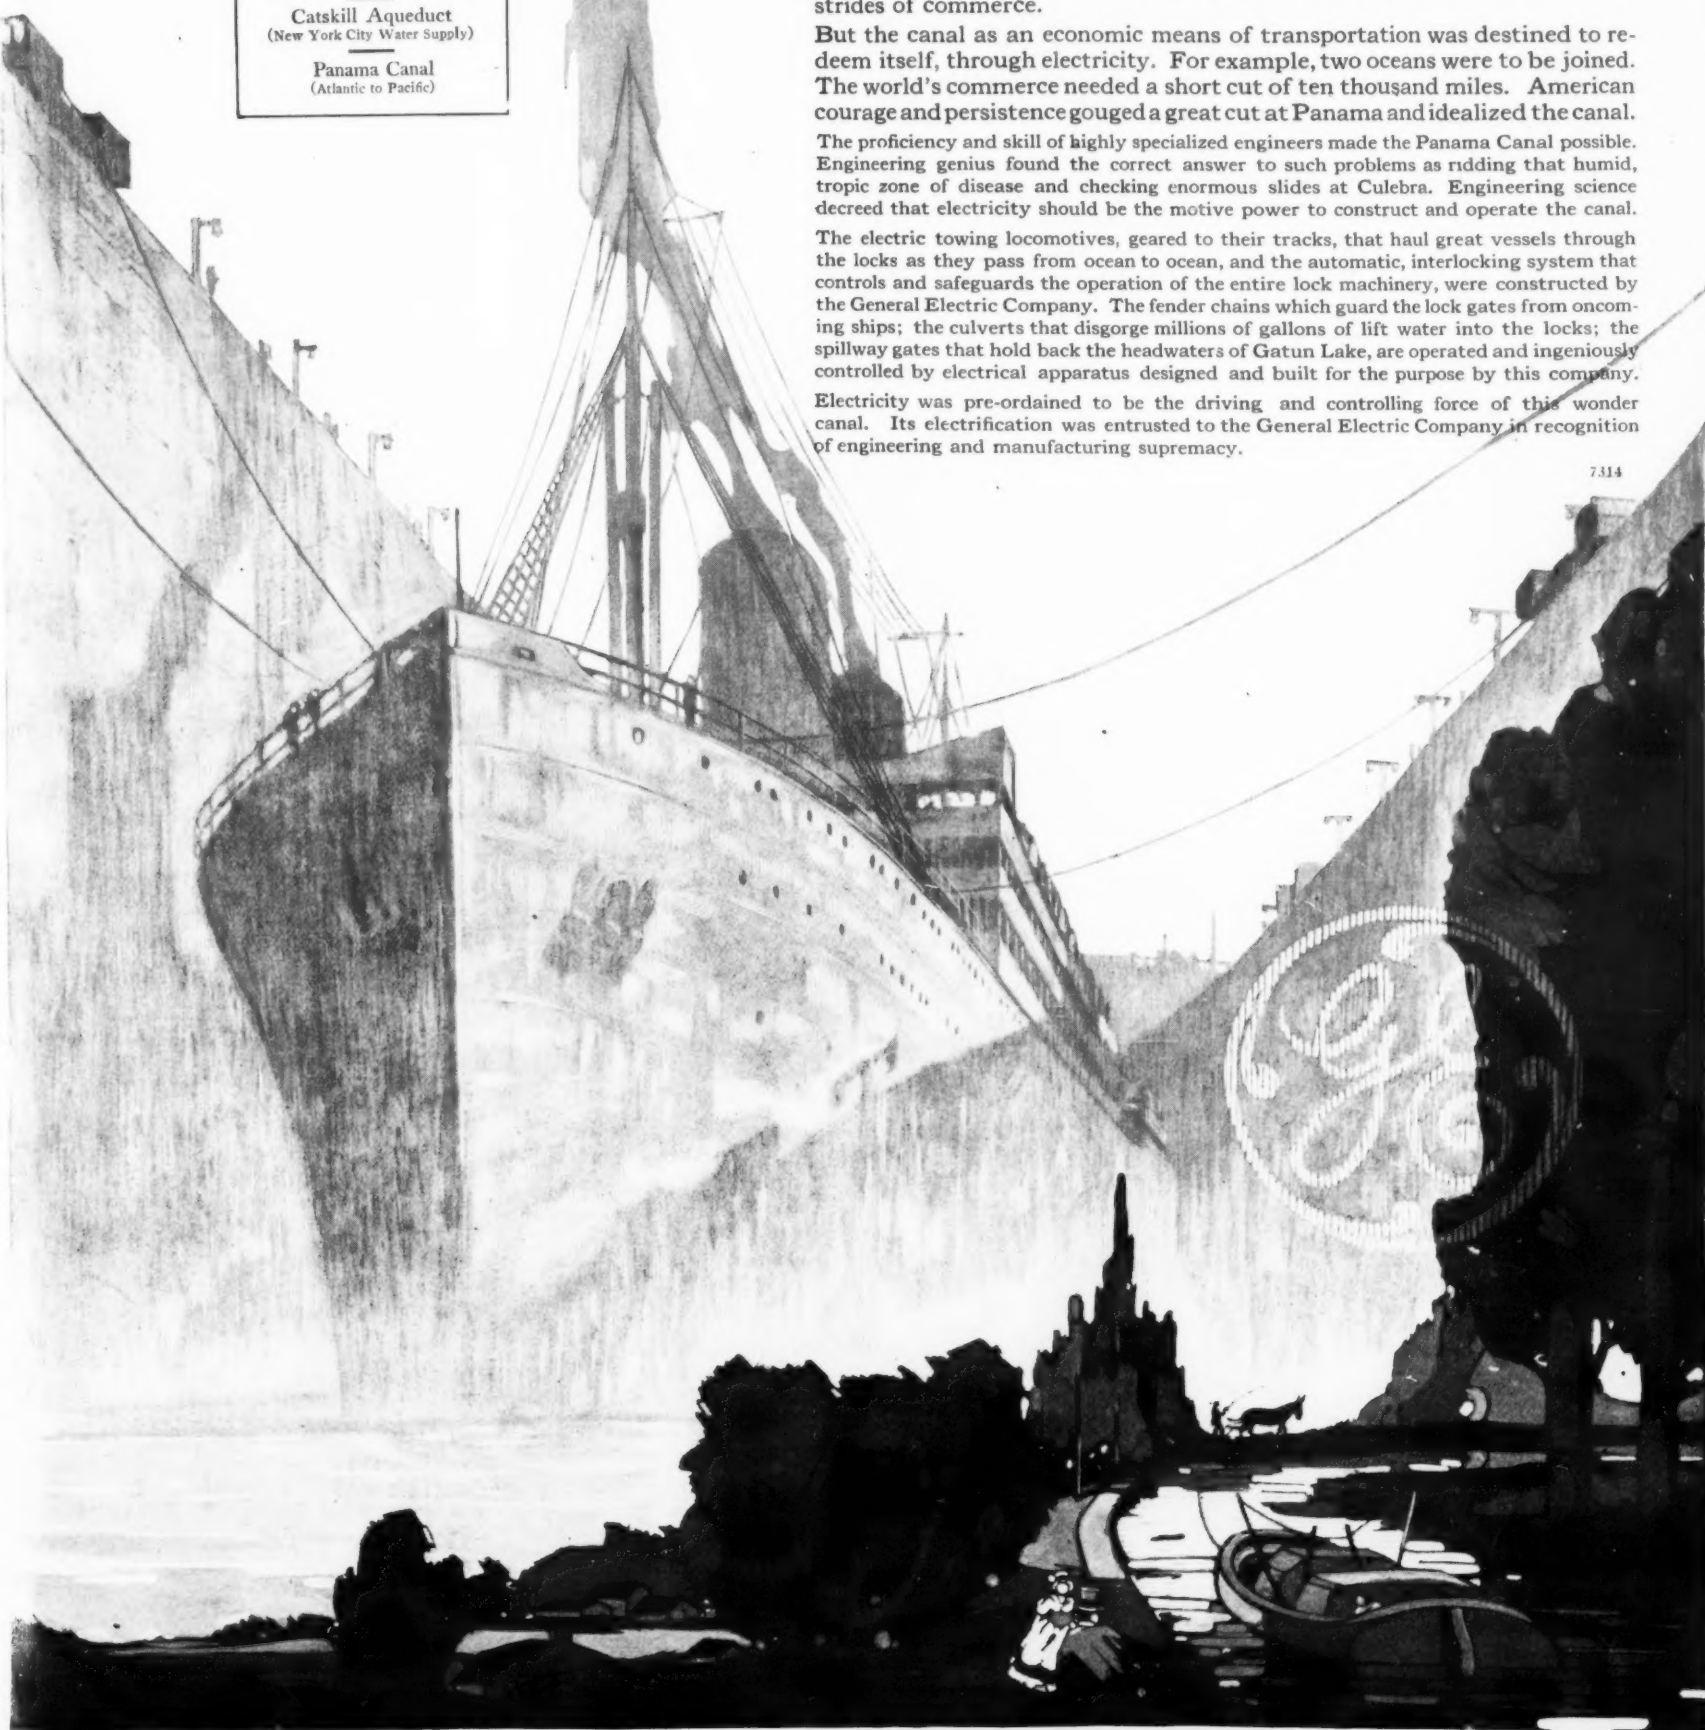 Catskill Aqueduct
(New York City Water Supply)
Panama Canal
(Atlantic to Pacific)
strides of commerce.
But the canal as an economic means of transportation was destined to re-
deem itself, through electricity. For example, two oceans were to be joined.
The world's commerce needed a short cut of ten thousand miles. American
courage and persistence gouged a great cut at Panama and idealized the canal.
The proficiency and skill of highly specialized engineers made the Panama Canal possible.
Engineering genius found the correct answer to such problems as ridding that humid,
tropic zone of disease and checking enormous slides at Culebra. Engineering science
decreed that electricity should be the motive power to construct and operate the canal.
The electric towing locomotives, geared to their tracks, that haul great vessels through
the locks as they pass from ocean to ocean, and the automatic, interlocking system that
controls and safeguards the operation of the entire lock machinery, were constructed by
the General Electric Company. The fender chains which guard the lock gates from oncom-
ing ships; the culverts that disgorge millions of gallons of lift water into the locks; the
spillway gates that hold back the headwaters of Gatun Lake, are operated and ingeniously
controlled by electrical apparatus designed and built for the purpose by this company.
Electricity was pre-ordained to be the driving and controlling force of this wonder
canal. Its electrification was entrusted to the General Electric Company in recognition
of engineering and manufacturing supremacy.
7314
GE